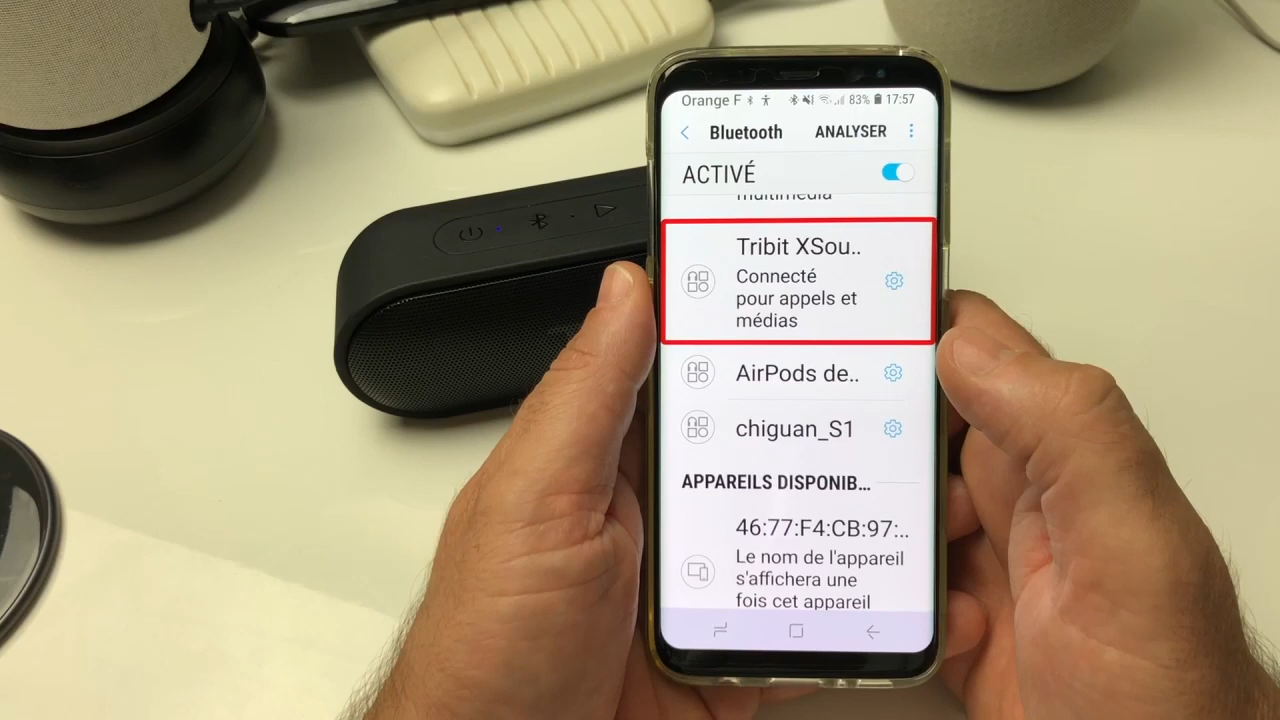 Orange F 83% 17:57
Bluetooth ANALYSER
ACTIVÉ
multimédia
Tribit XSou..
Connecté
pour appels et
médias
AirPods de..
chiguan_S1
APPAREILS DISPONIB...
46:77:F4:CB:97:..
Le nom de l'appareil
s'affichera une
fois cet appareil